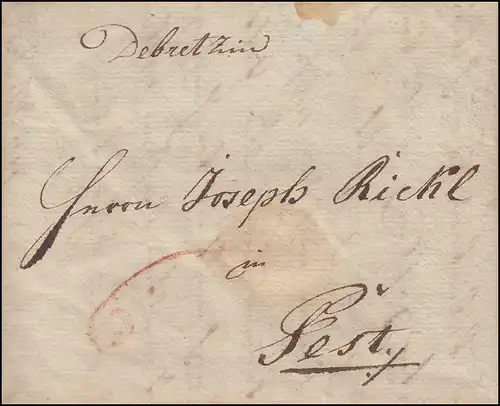 Debretzin
Herrn Joseph Rickl
in
Pest